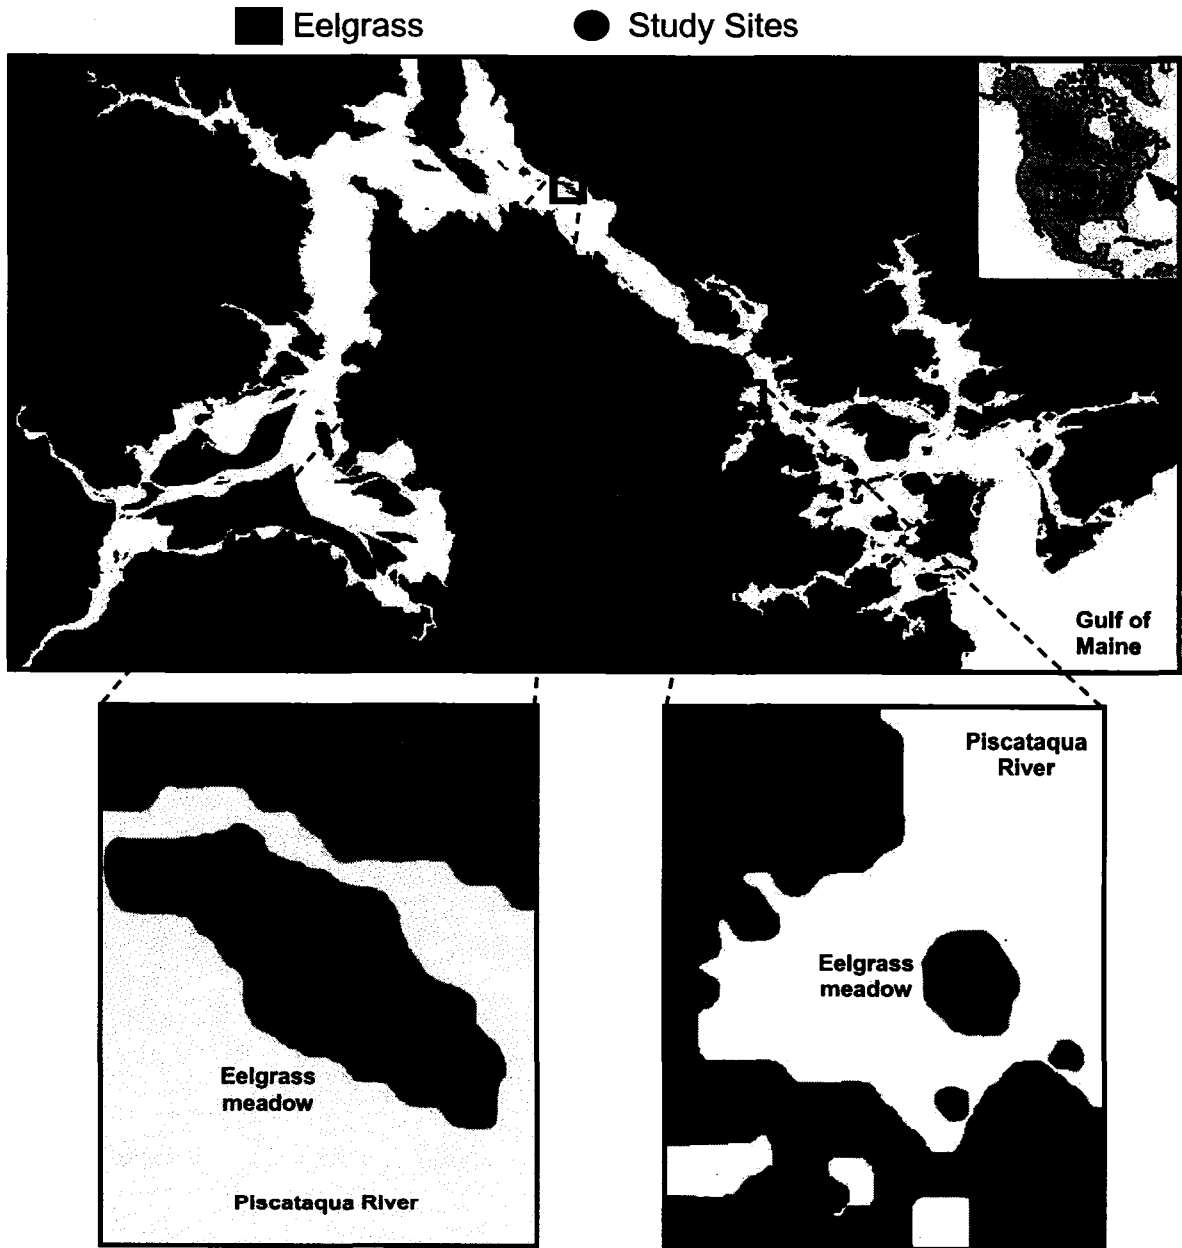 Eelgrass
Study Sites
Gulf of
Maine
Piscataqua
River
Eelgrass
meadow
Eelgrass
meadow
Piscataqua River